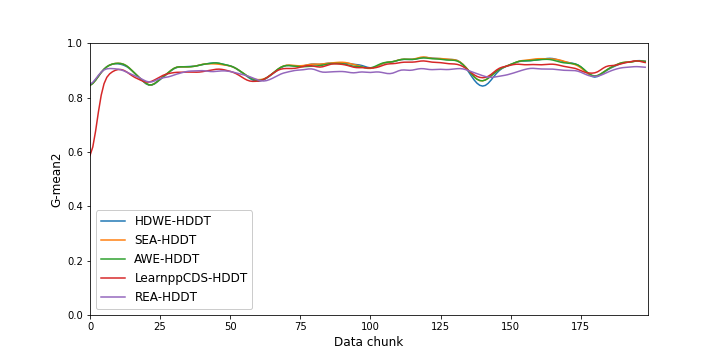 1.0
0.8
0.6
0.4
0.2
0.0
G-mean2
HDWE-HDDT
SEA-HDDT
AWE-HDDT
LearnppCDS-HDDT
REA-HDDT
0 25 50 75 100 125 150 175
Data chunk